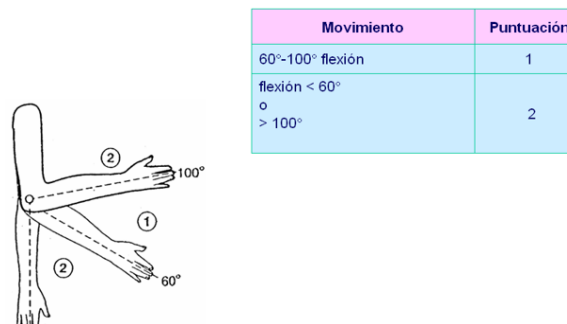 Movimiento Puntuación
60°-100° flexión 1
flexión < 60°
o
> 100°
2
2
100°
1
60°
2